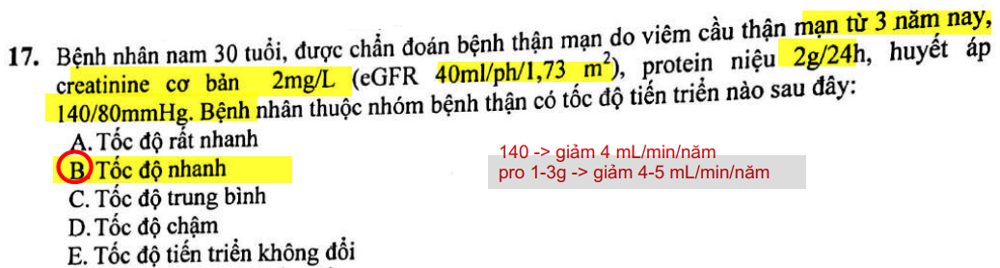 17. Bệnh nhân nam 30 tuổi, được chẩn đoán bệnh thận mạn do viêm cầu thận mạn từ 3 năm nay,
creatinine cơ bản 2mg/L (eGFR 40ml/ph/1,73 m²), protein niệu 2g/24h, huyết áp
140/80mmHg. Bệnh nhân thuộc nhóm bệnh thận có tốc độ tiến triển nào sau đây:
A. Tốc độ rất nhanh
B. Tốc độ nhanh
C. Tốc độ trung bình
D. Tốc độ chậm
E. Tốc độ tiến triển không đổi
140 -> giảm 4 mL/min/năm
pro 1-3g -> giảm 4-5 mL/min/năm